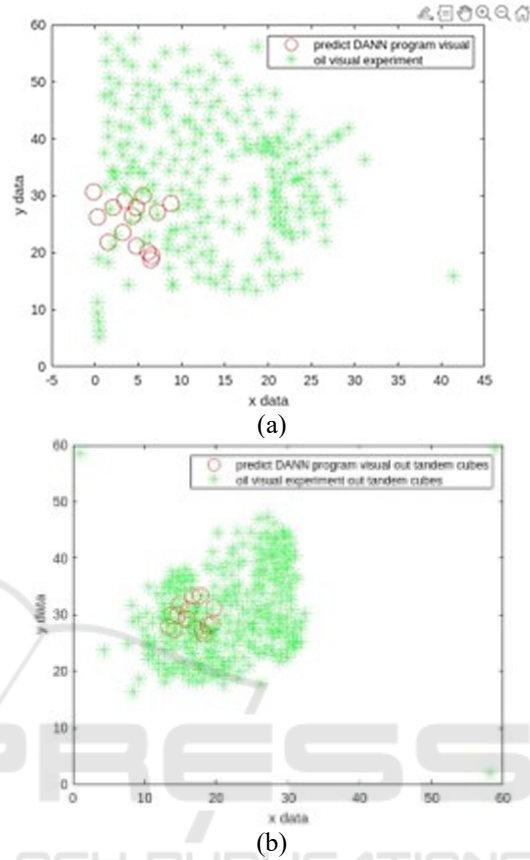 60
predict DANN program visual
oil visual experiment
50
40
y data
30
20
10
0
-5 0 5 10 15 20 25 30 35 40 45
x data
(a)
60
predict DANN program visual out tandem cubes
oil visual experiment out tandem cubes
50
40
y data
30
20
10
0
0 10 20 30 40 50 60
x data
PRESS
(b)
PUBLICATIONS